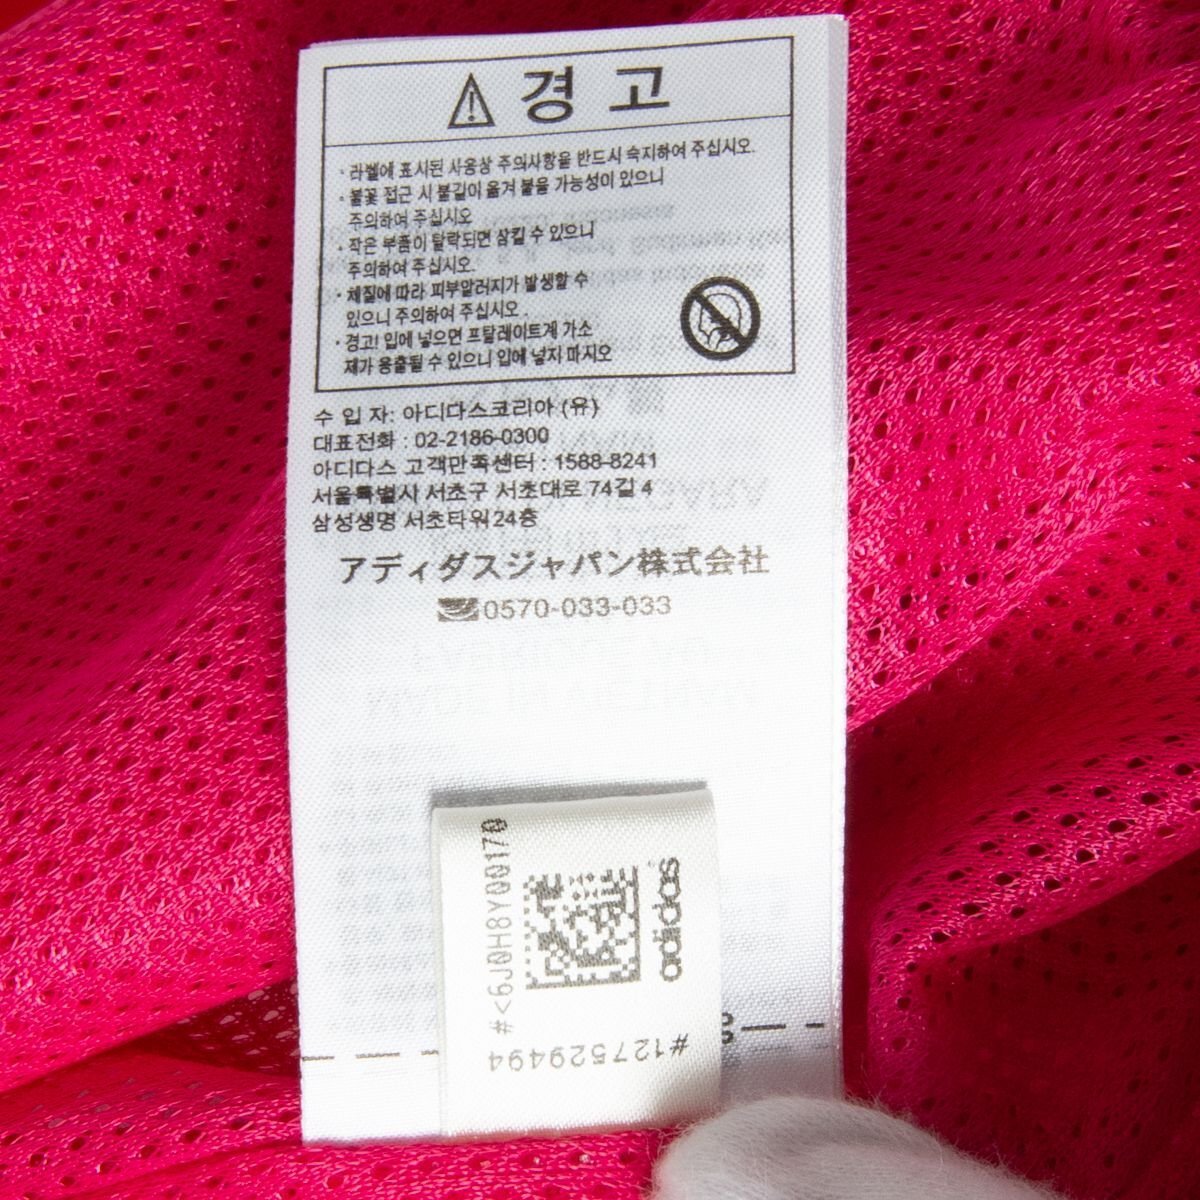 경 고
· 라벨에 표시된 사용상 주의사항을 반드시 숙지하여 주십시오.
· 불꽃 접근 시 불길이 옮겨 붙을 가능성이 있으니
주의하여 주십시오
· 작은 부품이 탈락되면 삼킬 수 있으니
주의하여 주십시오.
· 체질에 따라 피부알러지가 발생할 수
있으니 주의하여 주십시오 .
· 경고! 입에 넣으면 프탈레이트계 가소
제가 용출될 수 있으니 입에 넣지 마시오
수 입 자: 아디다스코리아 (유)
대표전화 : 02-2186-0300
아디다스 고객만족센터 : 1588-8241
서울특별시 서초구 서초대로 74길 4
삼성생명 서초타워 24층
アディダスジャパン株式会社
0570-033-033
#<6J0H8Y00170
adidas
#127529494